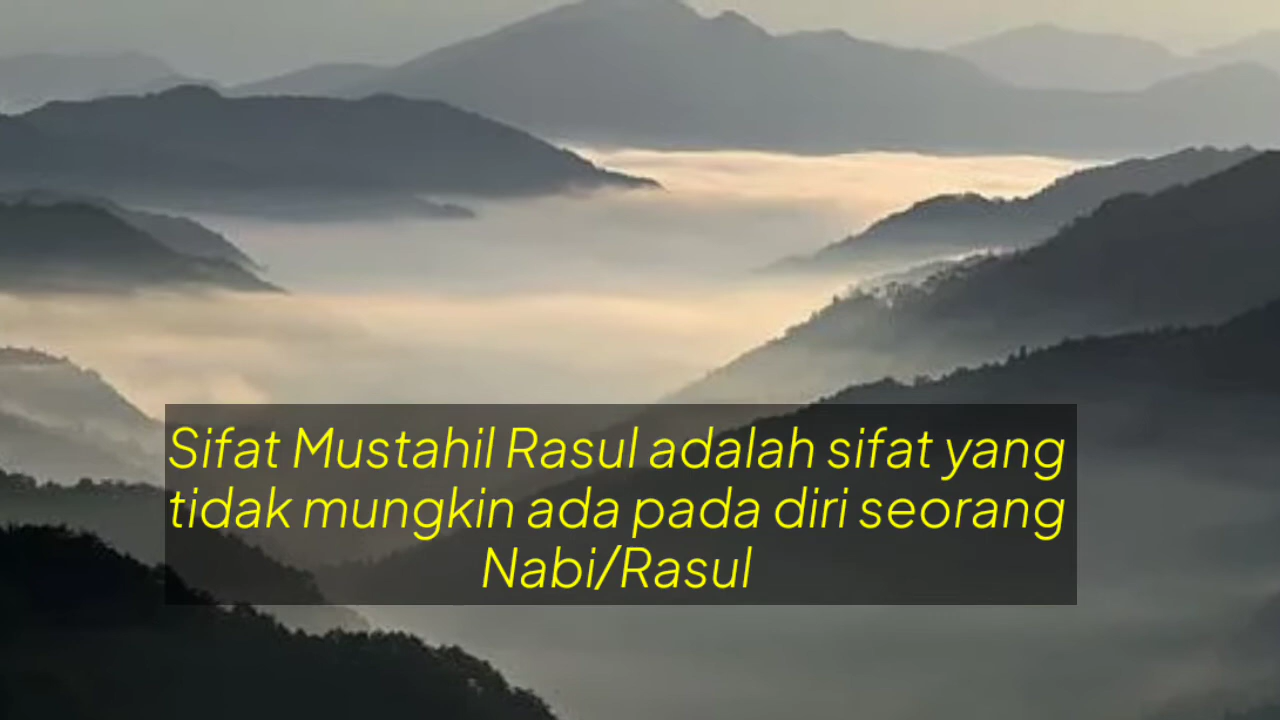 Sifat Mustahil Rasul adalah sifat yang
tidak mungkin ada pada diri seorang
Nabi/Rasul